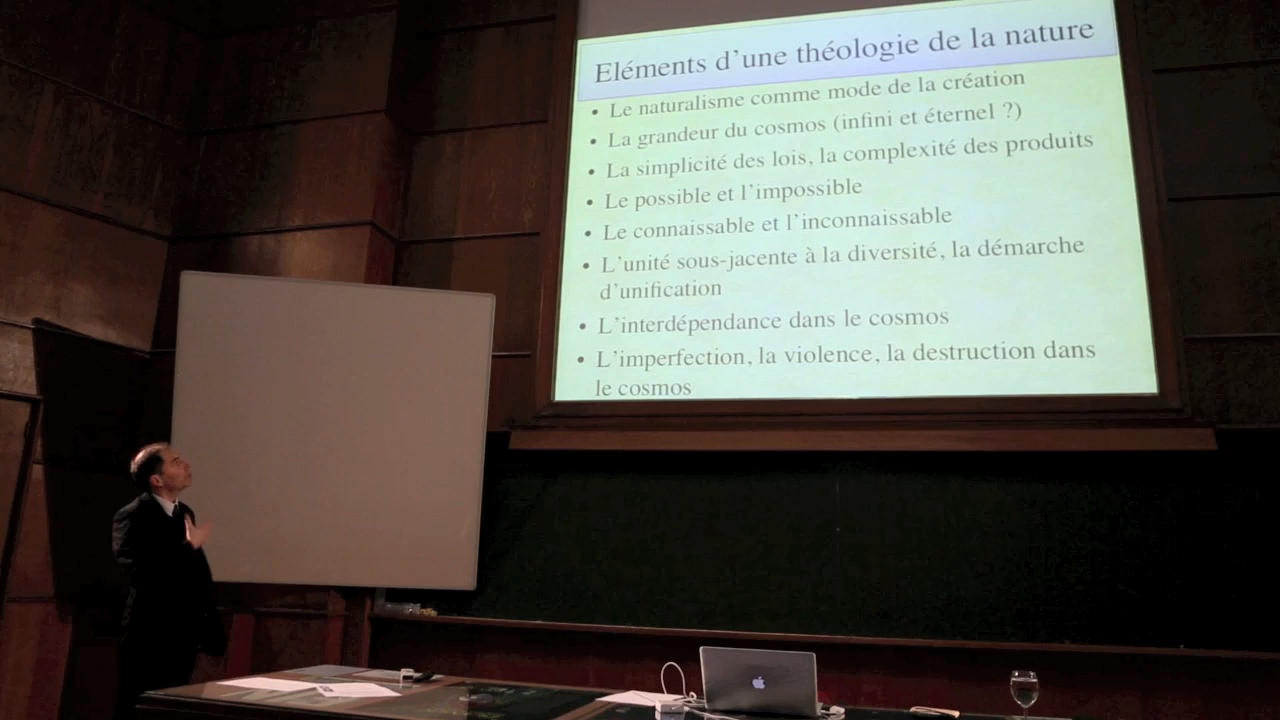 Eléments d'une théologie de la nature
• Le naturalisme comme mode de la création
• La grandeur du cosmos (infini et éternel ?)
• La simplicité des lois, la complexité des produits
• Le possible et l'impossible
• Le connaissable et l'inconnaissable
• L'unité sous-jacente à la diversité, la démarche
d'unification
• L'interdépendance dans le cosmos
• L'imperfection, la violence, la destruction dans
le cosmos